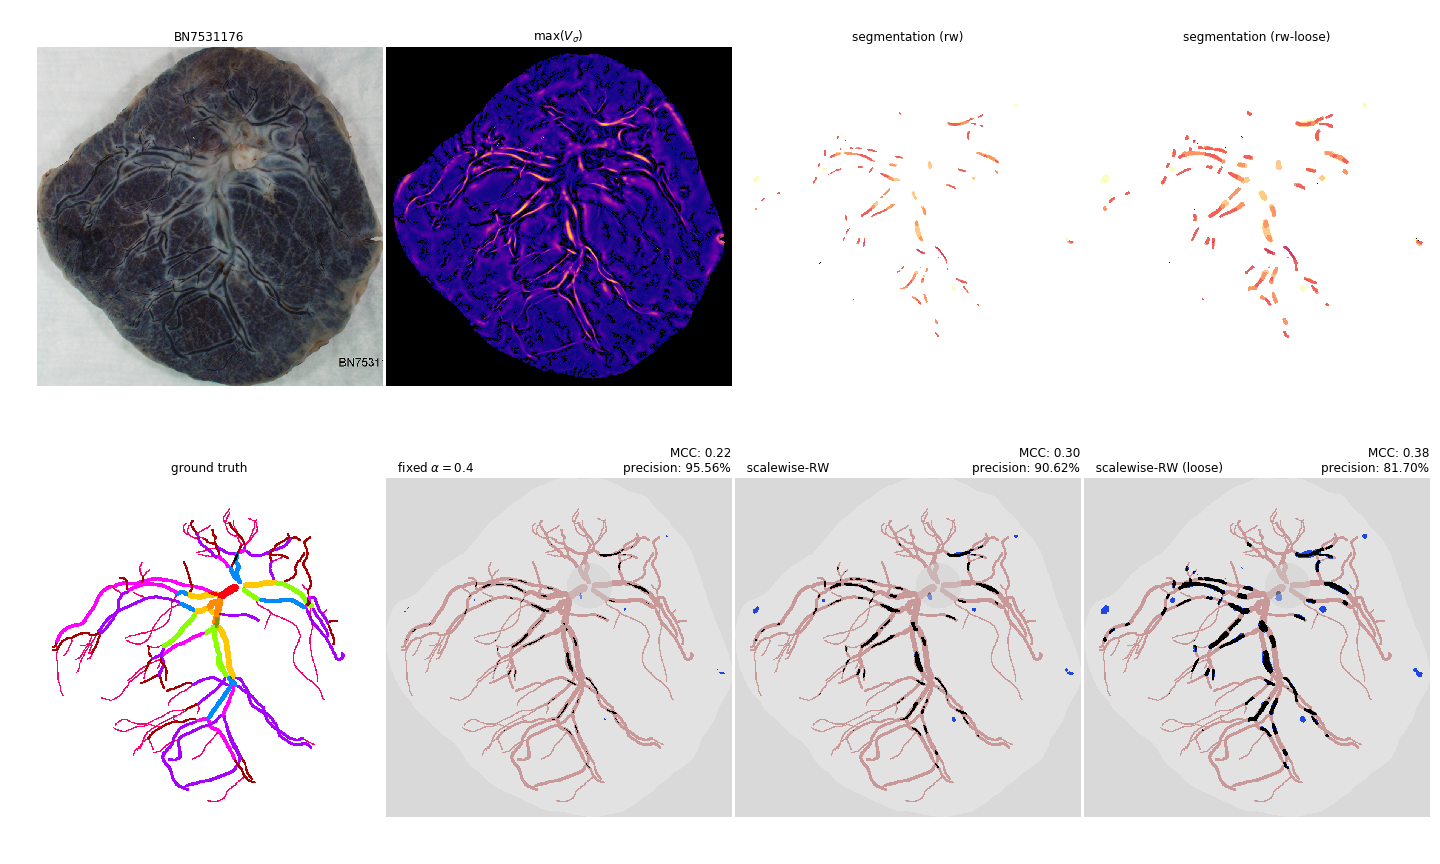 BN7531176
max(Vσ)
segmentation (rw)
segmentation (rw-loose)
BN7531
ground truth
fixed α = 0.4
MCC: 0.22
precision: 95.56%
scalewise-RW
MCC: 0.30
precision: 90.62%
scalewise-RW (loose)
MCC: 0.38
precision: 81.70%